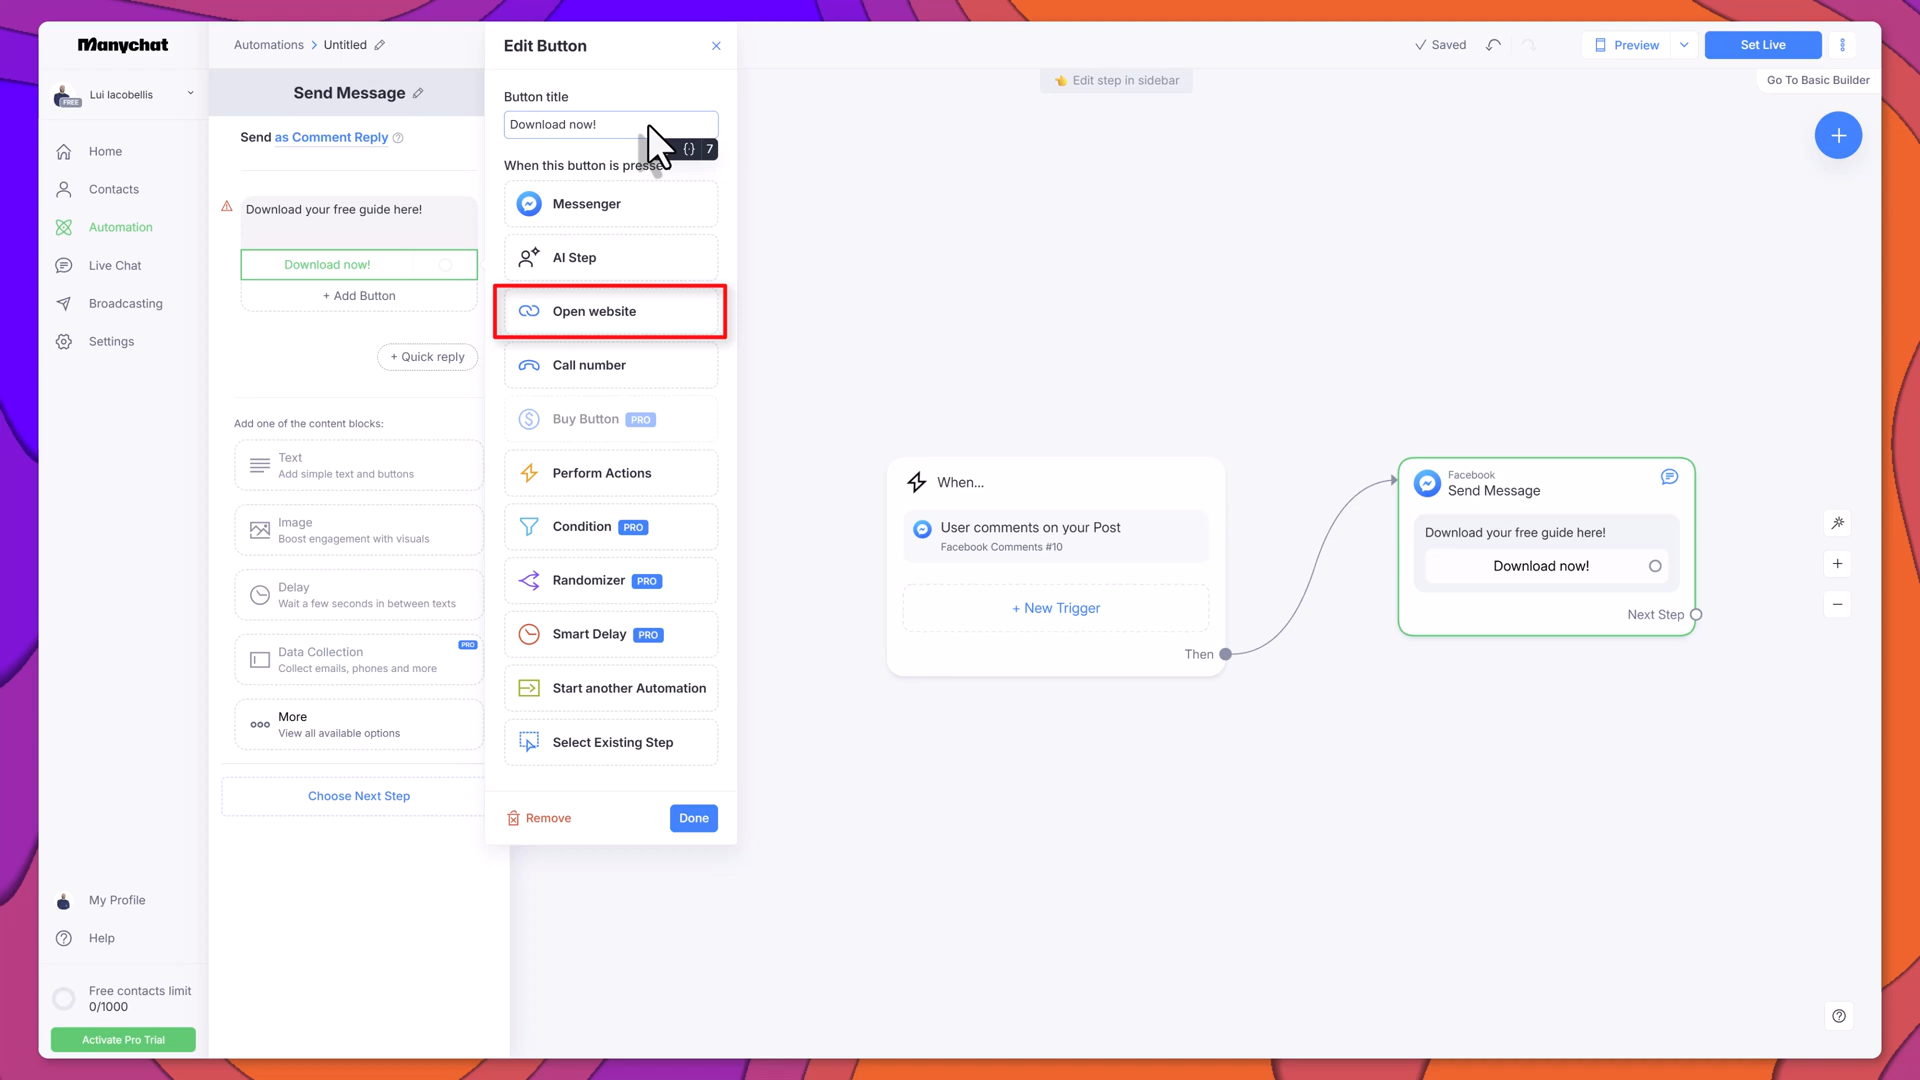 Manychat
Automations > Untitled
Edit Button
Saved
Preview
Set Live
Go To Basic Builder
Edit step in sidebar
FREE
Lui Iacobellis
Home
Contacts
Automation
Live Chat
Broadcasting
Settings
My Profile
Help
Free contacts limit
0/1000
Activate Pro Trial
Send Message
Send as Comment Reply
Download your free guide here!
Download now!
+ Add Button
+ Quick reply
Add one of the content blocks:
Text
Add simple text and buttons
Image
Boost engagement with visuals
Delay
Wait a few seconds in between texts
Data Collection
PRO
Collect emails, phones and more
More
View all available options
Choose Next Step
Button title
Download now!
{} 7
When this button is presse
Messenger
AI Step
Open website
Call number
Buy Button PRO
Perform Actions
Condition PRO
Randomizer PRO
Smart Delay PRO
Start another Automation
Select Existing Step
Remove
Done
When...
User comments on your Post
Facebook Comments #10
+ New Trigger
Then
Facebook
Send Message
Download your free guide here!
Download now!
Next Step